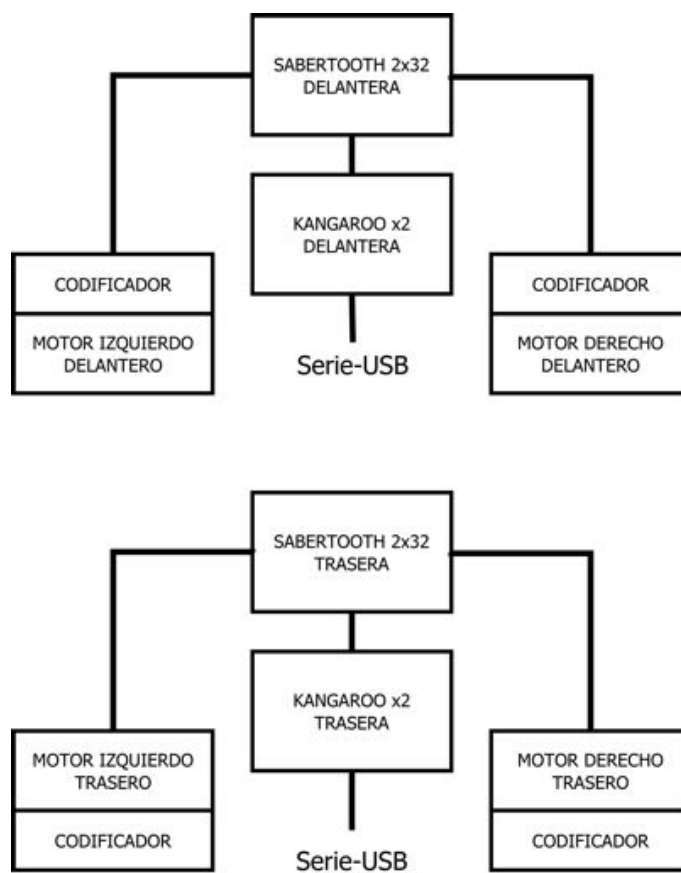 SABERTOOTH 2x32
DELANTERA
KANGAROO x2
DELANTERA
CODIFICADOR
MOTOR IZQUIERDO
DELANTERO
Serie-USB
CODIFICADOR
MOTOR DERECHO
DELANTERO
SABERTOOTH 2x32
TRASERA
KANGAROO x2
TRASERA
MOTOR IZQUIERDO
TRASERO
CODIFICADOR
Serie-USB
MOTOR DERECHO
TRASERO
CODIFICADOR